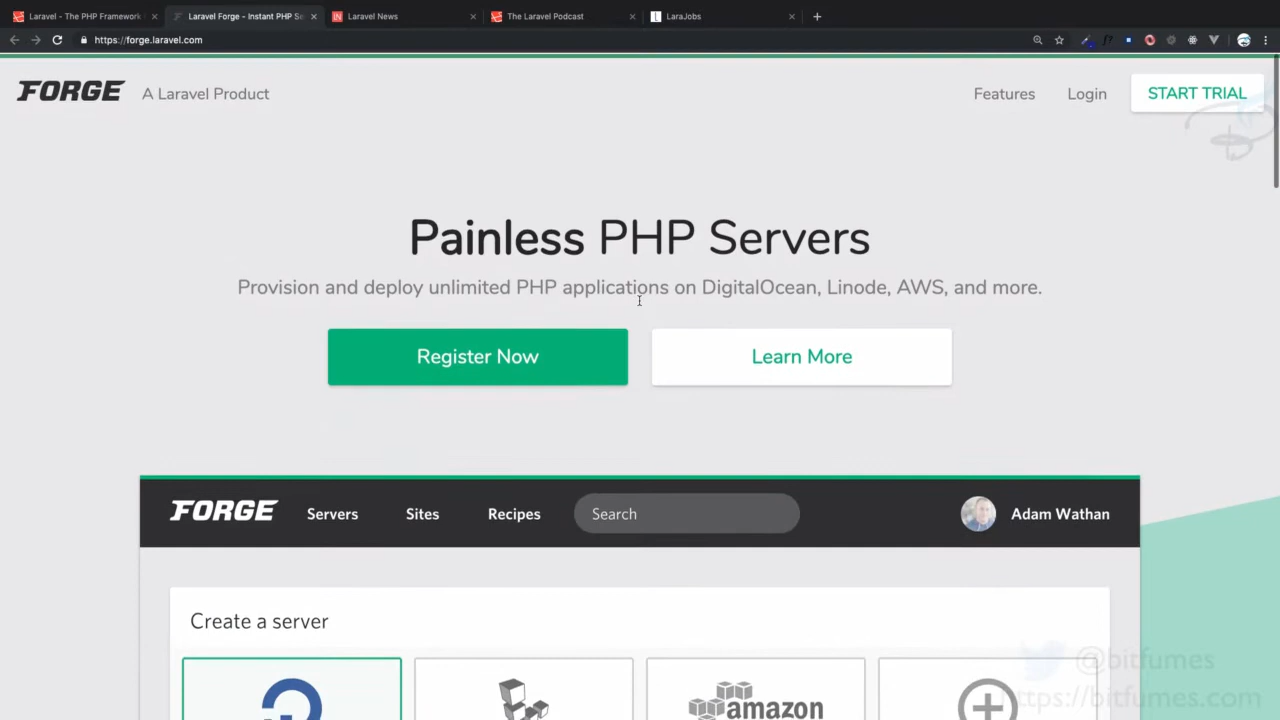 Laravel - The PHP Framework
Laravel Forge - Instant PHP Se
Laravel News
The Laravel Podcast
LaraJobs
https://forge.laravel.com
FORGE
A Laravel Product
Features
Login
START TRIAL
Painless PHP Servers
Provision and deploy unlimited PHP applications on DigitalOcean, Linode, AWS, and more.
Register Now
Learn More
FORGE
Servers
Sites
Recipes
Search
Adam Wathan
Create a server
amazon
@bitfumes
https://bitfumes.com